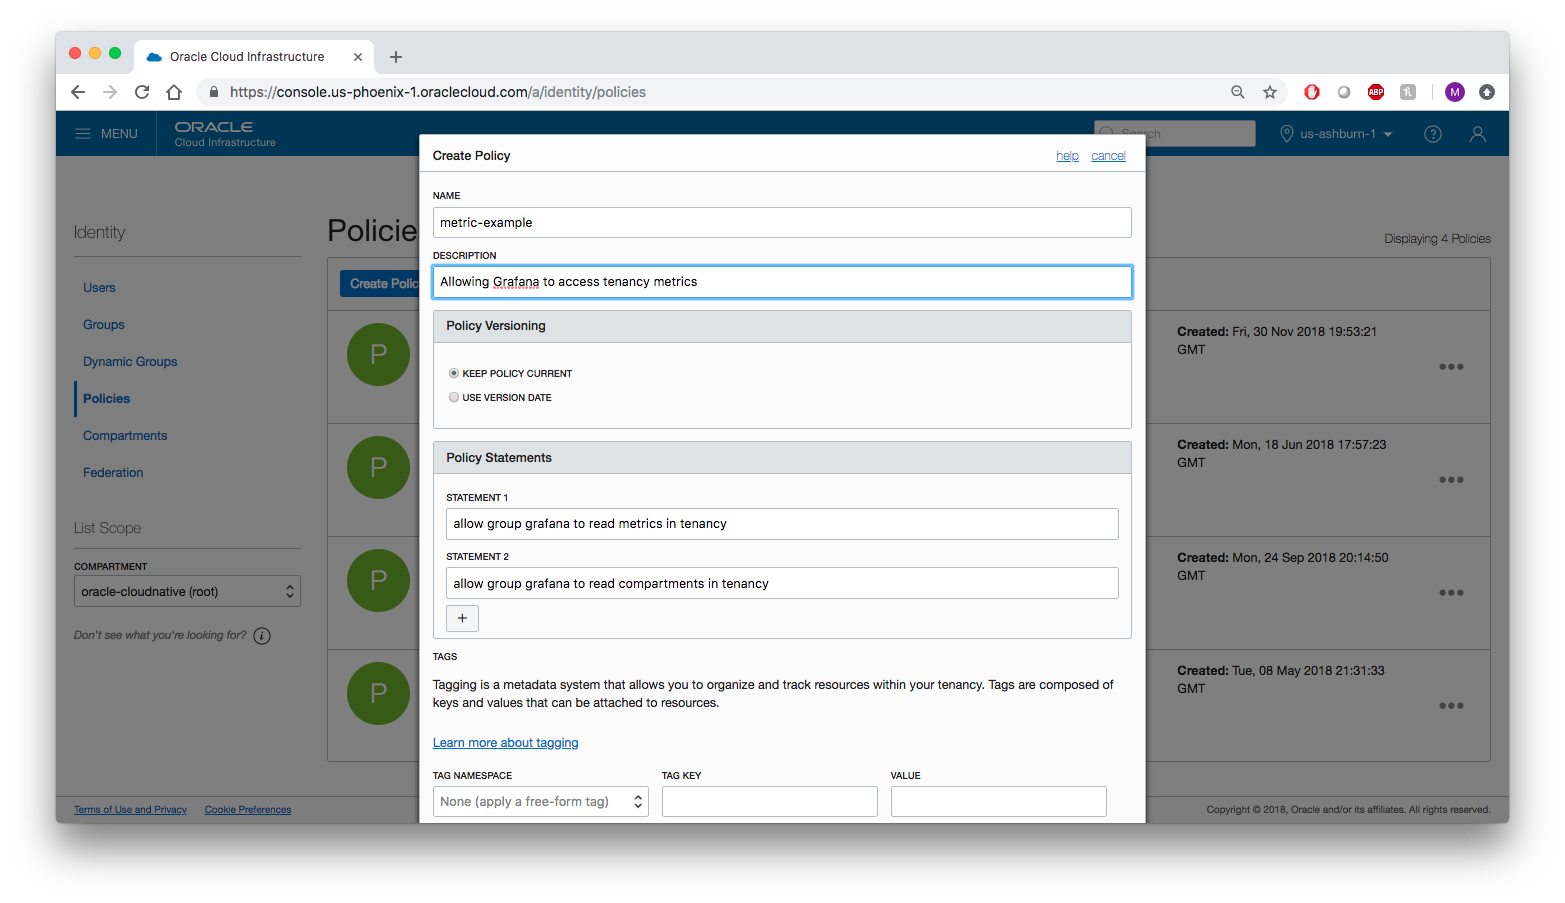 Oracle Cloud Infrastructure
https://console.us-phoenix-1.oraclecloud.com/a/identity/policies
ABP
M
MENU
ORACLE
Cloud Infrastructure
Search
us-ashburn-1
?
Create Policy
help
cancel
NAME
metric-example
DESCRIPTION
Allowing Grafana to access tenancy metrics
Policy Versioning
KEEP POLICY CURRENT
USE VERSION DATE
Policy Statements
STATEMENT 1
allow group grafana to read metrics in tenancy
STATEMENT 2
allow group grafana to read compartments in tenancy
+
TAGS
Tagging is a metadata system that allows you to organize and track resources within your tenancy. Tags are composed of
keys and values that can be attached to resources.
Learn more about tagging
TAG NAMESPACE
TAG KEY
VALUE
None (apply a free-form tag)
Identity
Users
Groups
Dynamic Groups
Policies
Compartments
Federation
List Scope
COMPARTMENT
oracle-cloudnative (root)
Don't see what you're looking for?
i
Policie
Displaying 4 Policies
Create Polic
P
Created: Fri, 30 Nov 2018 19:53:21
GMT
P
Created: Mon, 18 Jun 2018 17:57:23
GMT
P
Created: Mon, 24 Sep 2018 20:14:50
GMT
P
Created: Tue, 08 May 2018 21:31:33
GMT
Terms of Use and Privacy
Cookie Preferences
Copyright © 2018, Oracle and/or its affiliates. All rights reserved.